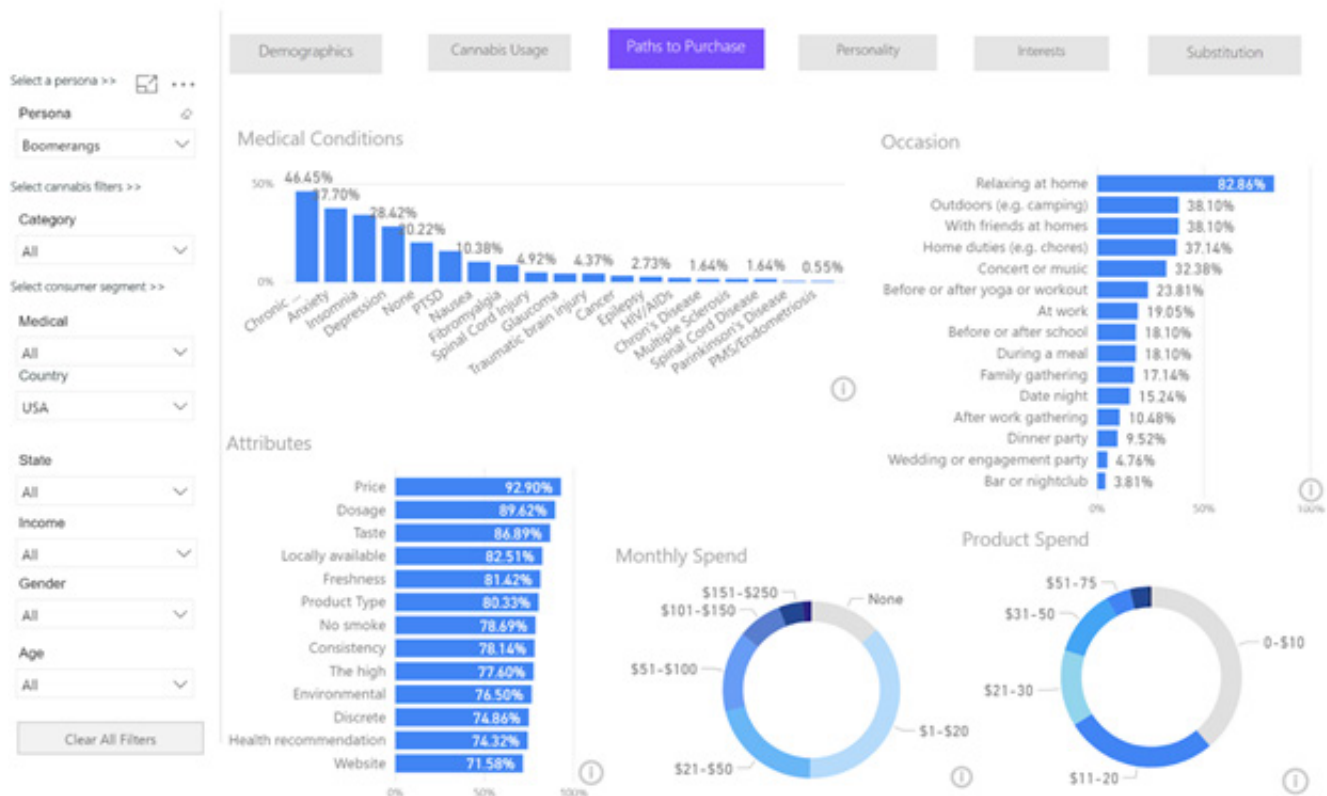 Demographics
Cannabis Usage
Paths to Purchase
Personality
Interests
Substitution
Select a persona >>
Persona
Boomerangs
Select cannabis filters >>
Category
All
Select consumer segment >>
Medical
All
Country
USA
State
All
Income
All
Gender
All
Age
All
Clear All Filters
Medical Conditions
50%
0%
46.45%
37.70%
28.42%
20.22%
10.38%
4.92%
4.37%
2.73%
1.64%
1.64%
0.55%
Chronic ...
Anxiety
Insomnia
Depression
None
PTSD
Nausea
Fibromyalgia
Spinal Cord Injury
Glaucoma
Traumatic brain injury
Cancer
Epilepsy
HIV/AIDs
Chron's Disease
Multiple Sclerosis
Spinal Cord Disease
Parinkinson's Disease
PMS/Endometriosis
Occasion
Relaxing at home 82.86%
Outdoors (e.g. camping) 38.10%
With friends at homes 38.10%
Home duties (e.g. chores) 37.14%
Concert or music 32.38%
Before or after yoga or workout 23.81%
At work 19.05%
Before or after school 18.10%
During a meal 18.10%
Family gathering 17.14%
Date night 15.24%
After work gathering 10.48%
Dinner party 9.52%
Wedding or engagement party 4.76%
Bar or nightclub 3.81%
0% 50% 100%
Attributes
Price 92.90%
Dosage 89.62%
Taste 86.89%
Locally available 82.51%
Freshness 81.42%
Product Type 80.33%
No smoke 78.69%
Consistency 78.14%
The high 77.60%
Environmental 76.50%
Discrete 74.86%
Health recommendation 74.32%
Website 71.58%
0% 50% 100%
Monthly Spend
$151-$250
None
$101-$150
$51-$100
$1-$20
$21-$50
Product Spend
$51-75
$31-50
0-$10
$21-30
$11-20